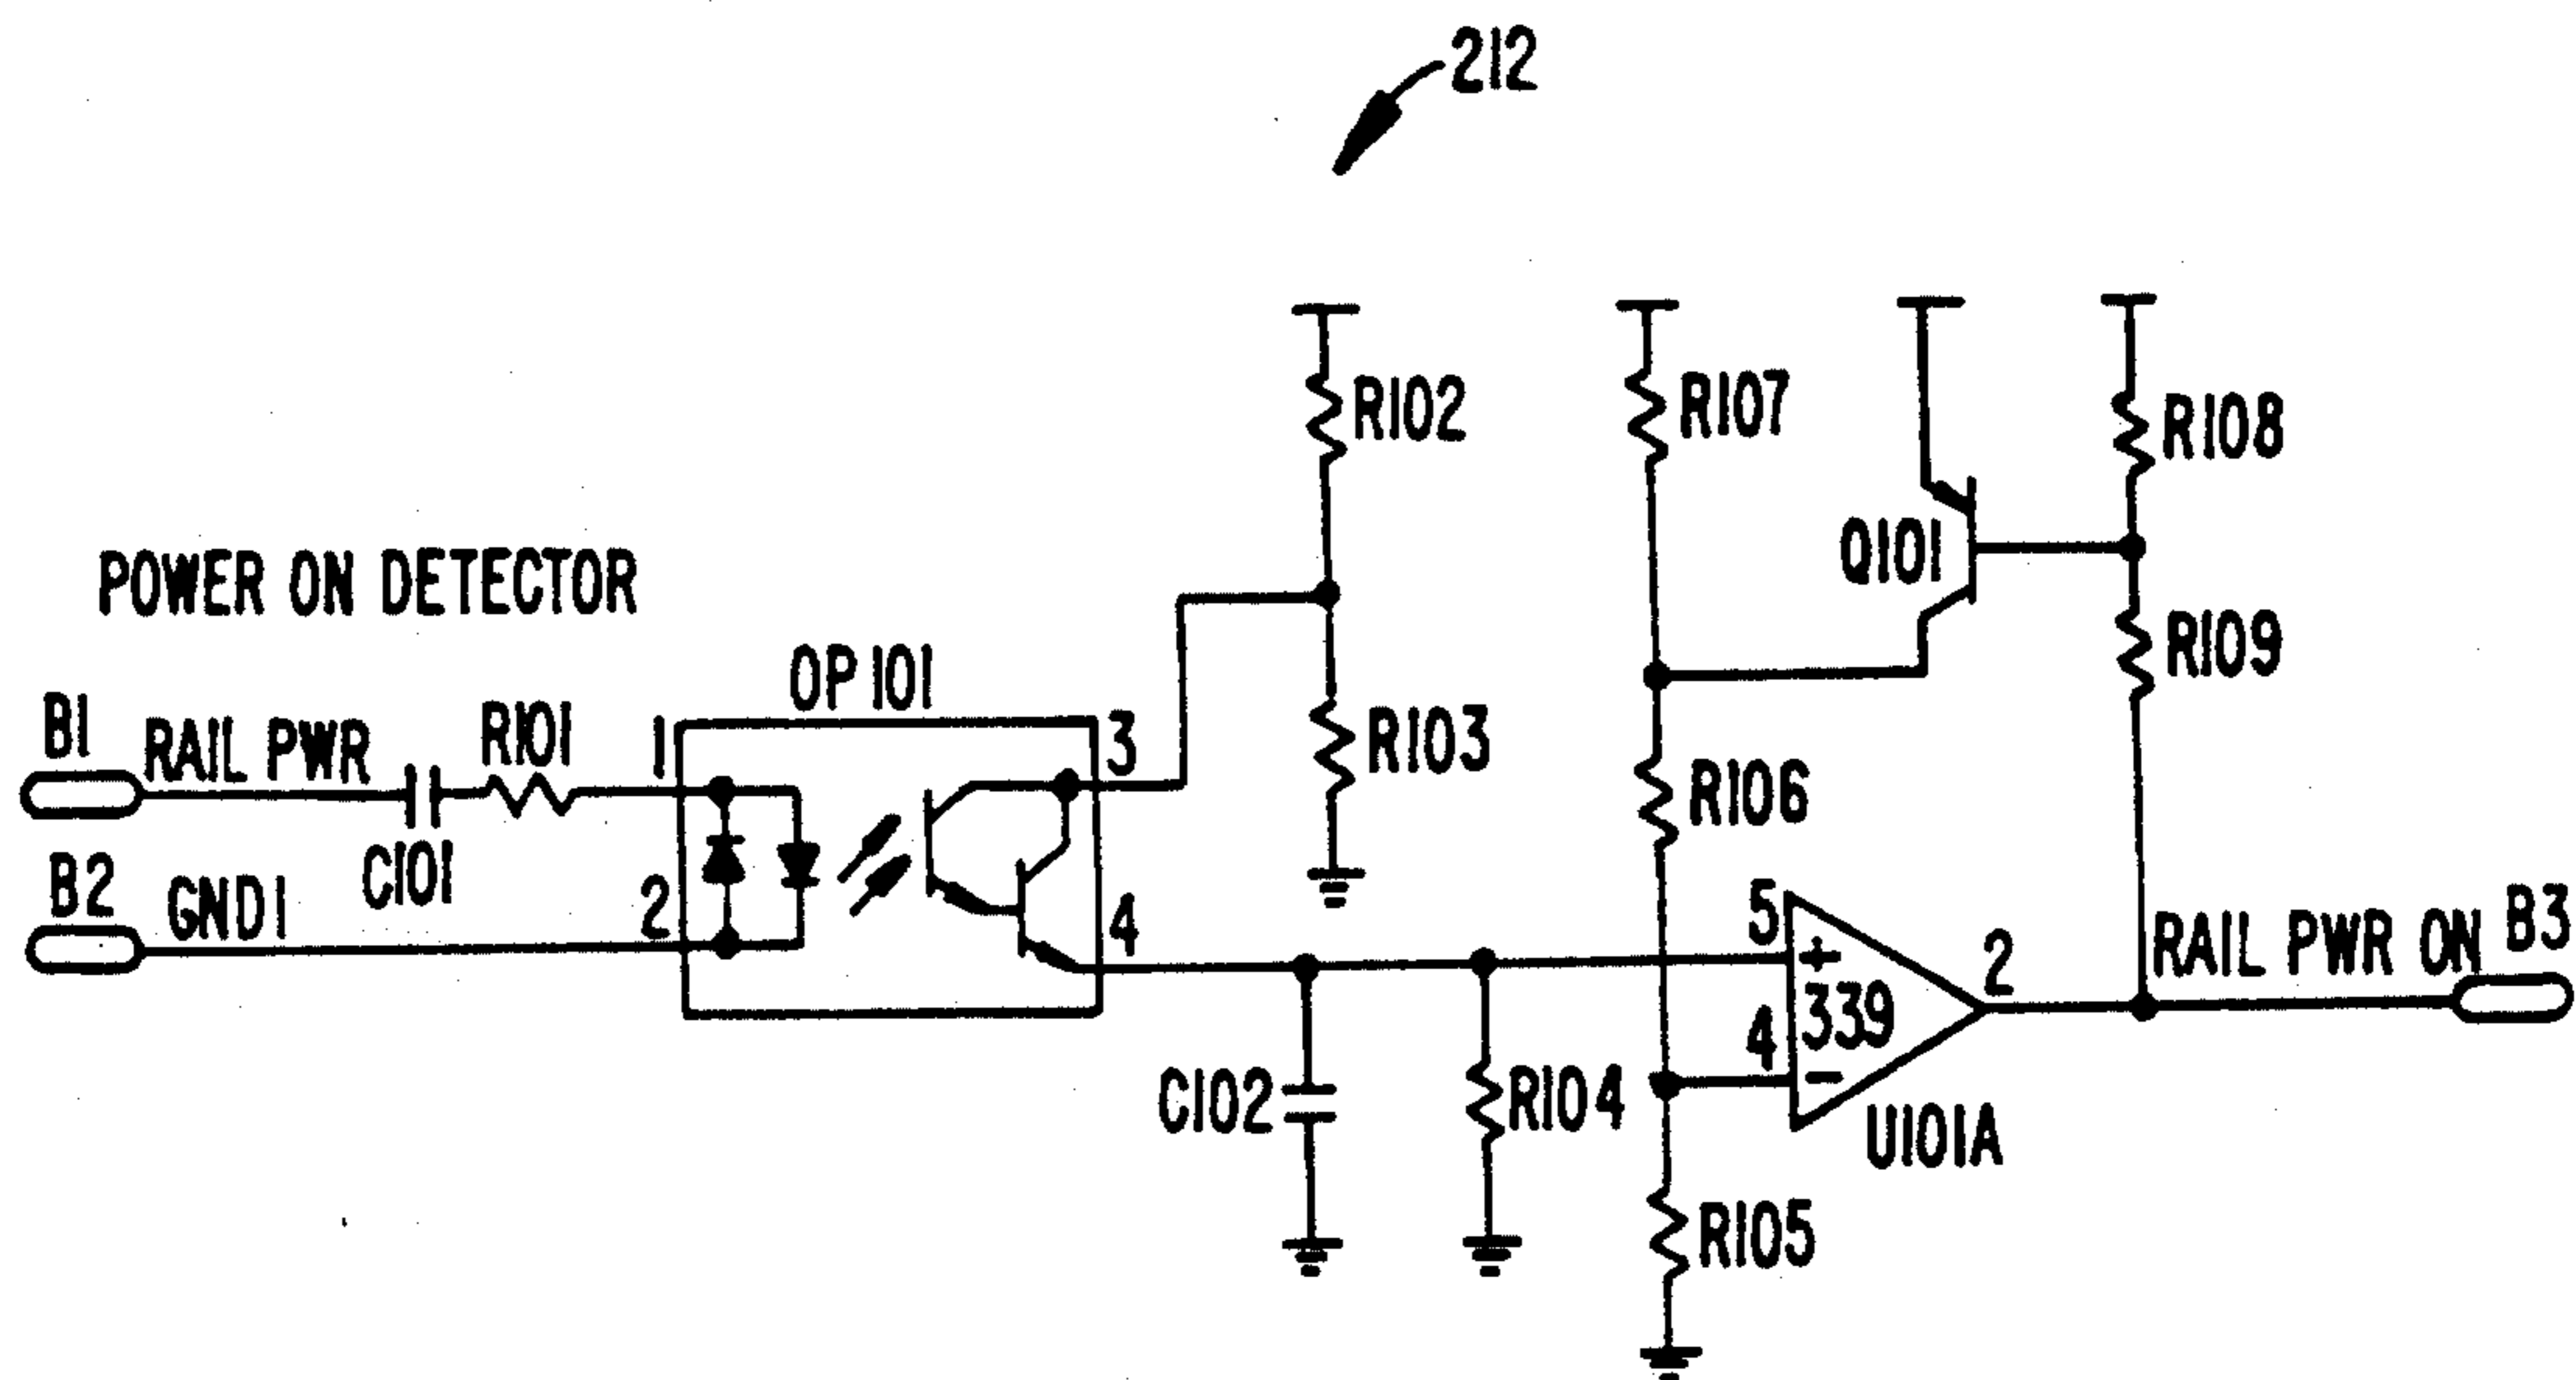 212
R102
R107
R108
Q101
POWER ON DETECTOR
OP 101
R109
B1
RAIL PWR
R101
1
3
R103
R106
C101
B2
GND1
2
4
5
+
339
4
-
2
RAIL PWR ON
B3
C102
R104
U101A
R105